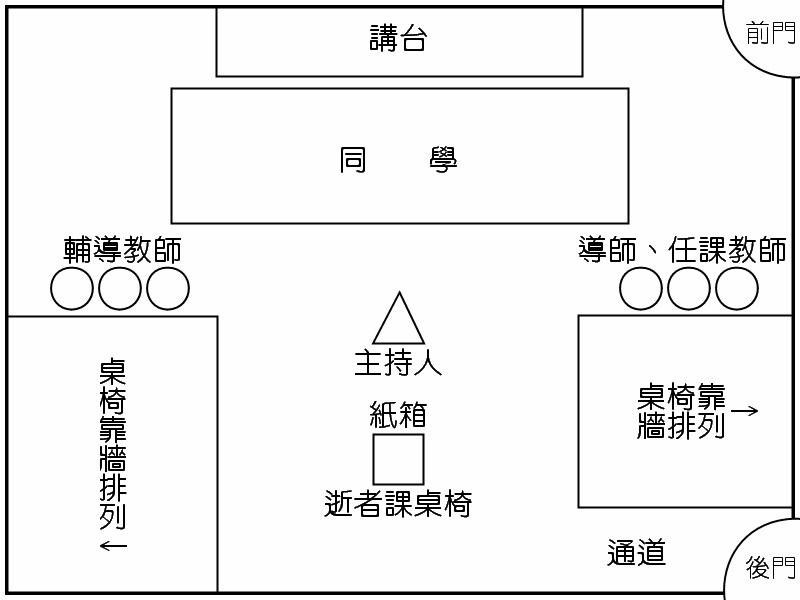 講台
前門
同　　學
輔導教師
導師、任課教師
主持人
桌椅靠牆排列
←
桌椅靠
牆排列→
紙箱
逝者課桌椅
通道
後門